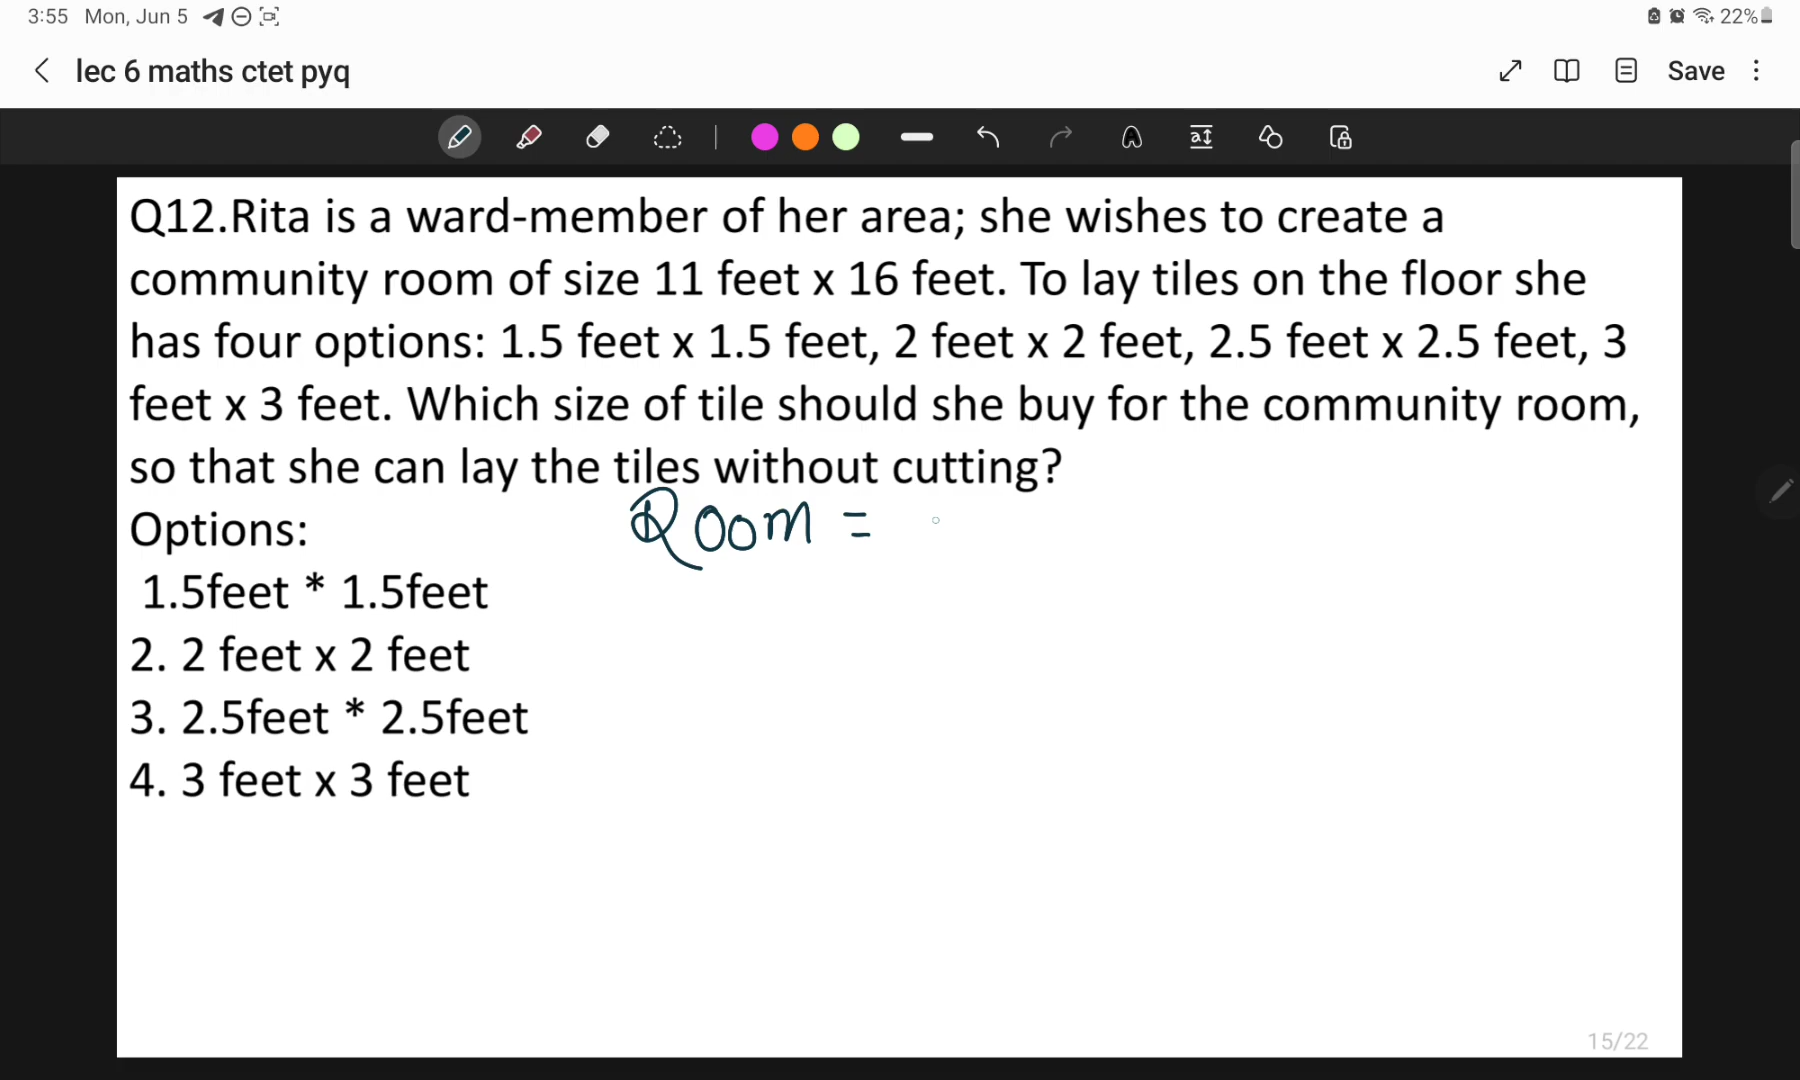 3:55 Mon, Jun 5
22%
lec 6 maths ctet pyq
Save
Q12.Rita is a ward-member of her area; she wishes to create a
community room of size 11 feet x 16 feet. To lay tiles on the floor she
has four options: 1.5 feet x 1.5 feet, 2 feet x 2 feet, 2.5 feet x 2.5 feet, 3
feet x 3 feet. Which size of tile should she buy for the community room,
so that she can lay the tiles without cutting?
Room =
Options:
1.5feet * 1.5feet
2. 2 feet x 2 feet
3. 2.5feet * 2.5feet
4. 3 feet x 3 feet
15/22